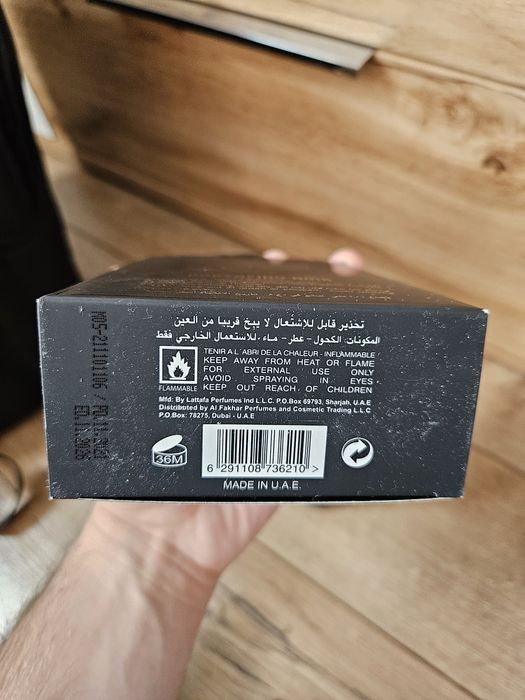 تحذير قابل للإشتعال لا يبخ قريبا من العين
المكونات: الكحول - عطر - ماء ،للاستعمال الخارجي فقط
TENIR A L' ABRI DE LA CHALEUR - INFLAMMABLE
KEEP AWAY FROM HEAT OR FLAME
FOR EXTERNAL USE ONLY
AVOID SPRAYING IN EYES -
KEEP OUT REACH OF CHILDREN
FLAMMABLE
Mfd: By Lattafa Perfumes Ind L.L.C. P.O.Box 69793, Sharjah, U.A.E
Distributed by Al Fakhar Perfumes and Cosmetic Trading L.L.C
P.O.Box: 78275, Dubai - U.A.E
36M
6 291108 736210 >
MADE IN U.A.E.